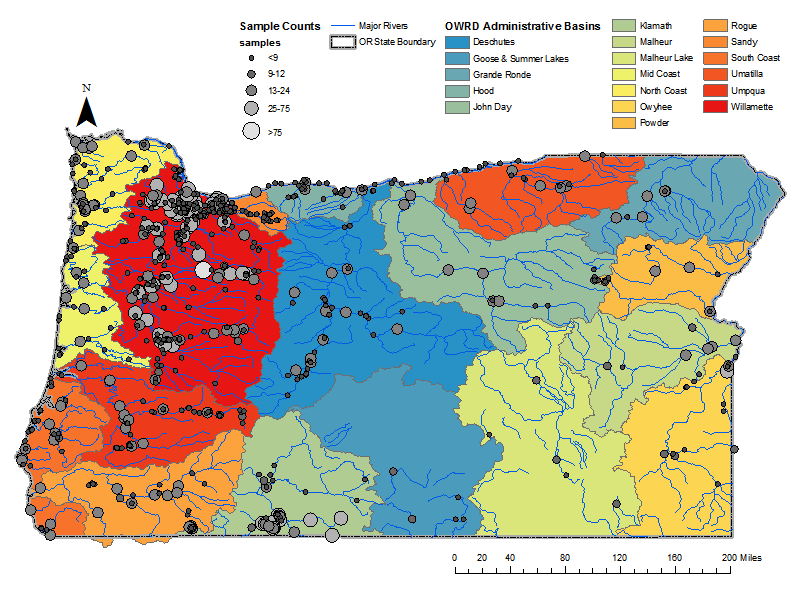 Sample Counts
samples
<9
9-12
13-24
25-75
>75
Major Rivers
OR State Boundary
OWRD Administrative Basins
Deschutes
Goose & Summer Lakes
Grande Ronde
Hood
John Day
Klamath
Malheur
Malheur Lake
Mid Coast
North Coast
Owyhee
Powder
Rogue
Sandy
South Coast
Umatilla
Umpqua
Willamette
N
0 20 40 80 120 160 200 Miles